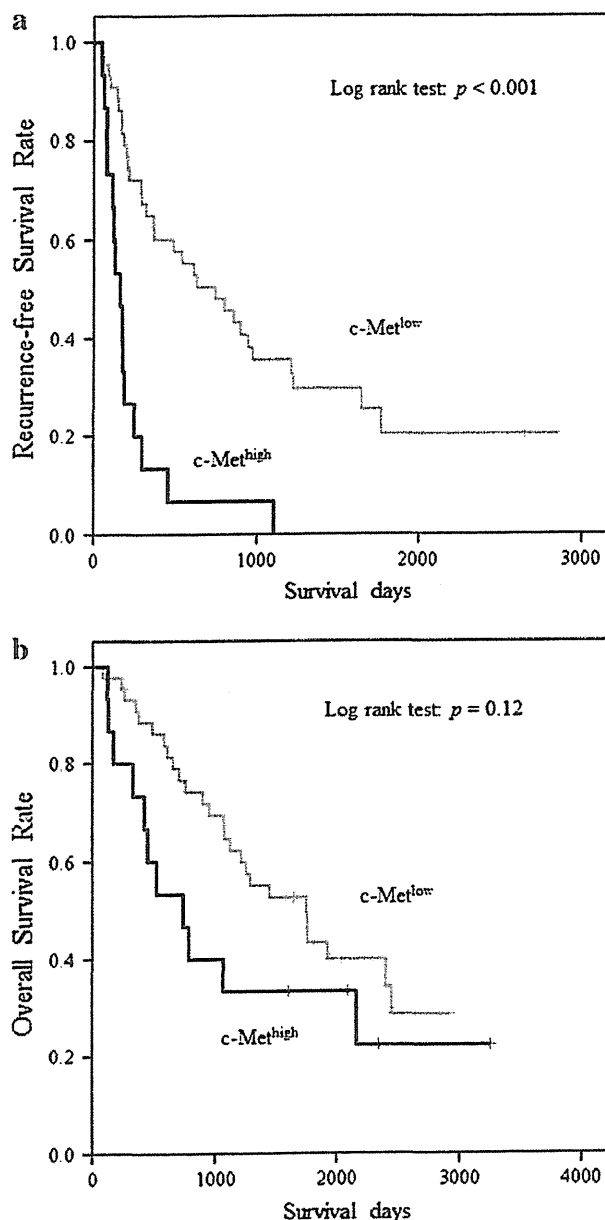 a
1.0
Log rank test: p < 0.001
0.8
0.6
0.4
0.2
0.0
Recurrence-free Survival Rate
c-Met^low
c-Met^high
0 1000 2000 3000
Survival days
b
1.0
Log rank test: p = 0.12
0.8
0.6
0.4
0.2
0.0
Overall Survival Rate
c-Met^low
c-Met^high
0 1000 2000 3000 4000
Survival days